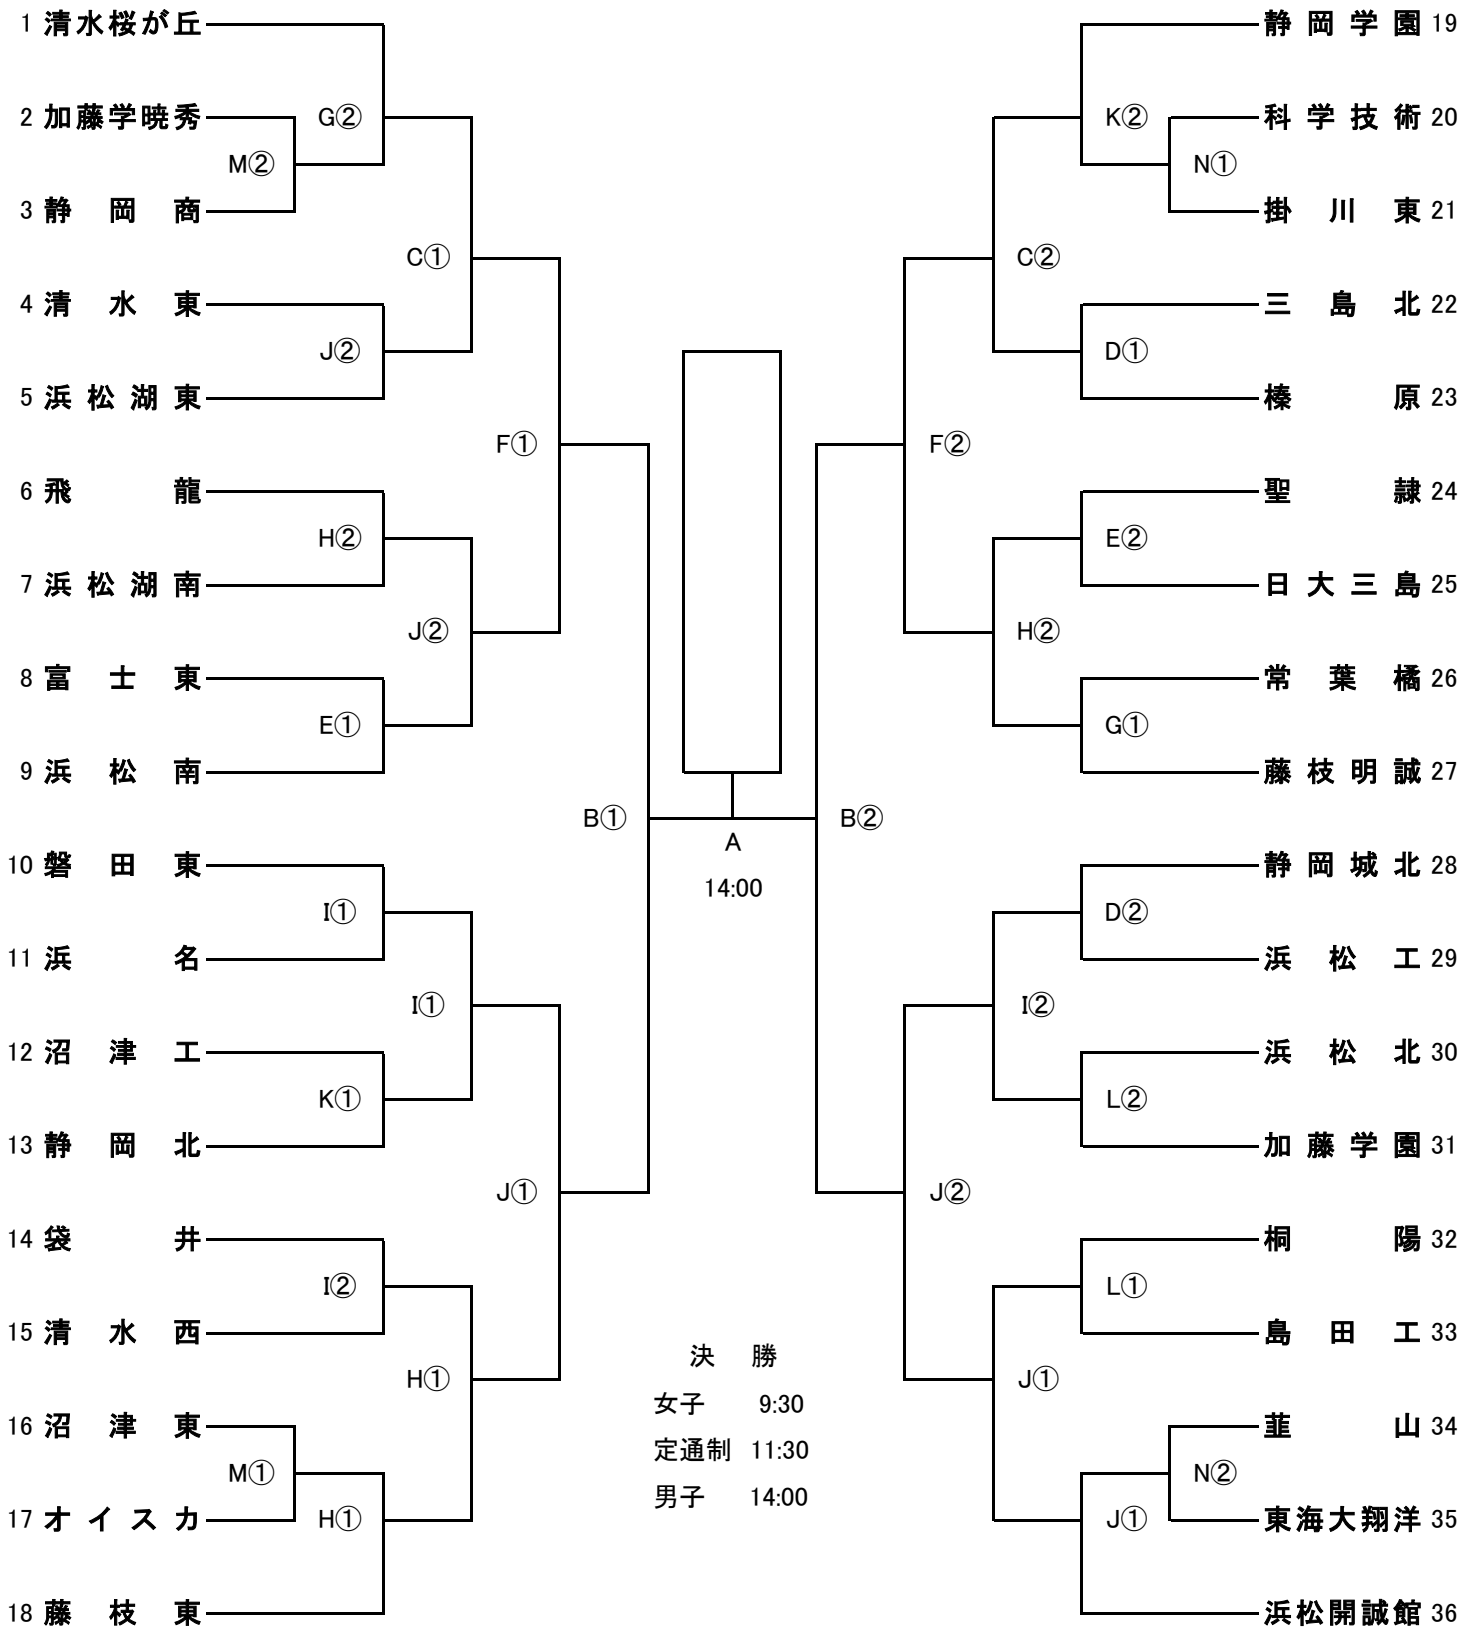 1 清水桜が丘
静岡学園 19
2 加藤学暁秀
G②
K②
科学技術 20
M②
N①
3 静岡商
掛川東 21
C①
C②
4 清水東
三島北 22
J②
D①
5 浜松湖東
榛原 23
F①
F②
6 飛龍
聖隷 24
H②
E②
7 浜松湖南
日大三島 25
J②
H②
8 富士東
常葉橘 26
E①
G①
9 浜松南
藤枝明誠 27
B①
B②
A
14:00
10 磐田東
静岡城北 28
I①
D②
11 浜名
浜松工 29
I①
I②
12 沼津工
浜松北 30
K①
L②
13 静岡北
加藤学園 31
J①
J②
14 袋井
桐陽 32
I②
L①
15 清水西
島田工 33
H①
J①
16 沼津東
韮山 34
M①
N②
17 オイスカ
H①
J①
東海大翔洋 35
18 藤枝東
浜松開誠館 36
決勝
女子 9:30
定通制 11:30
男子 14:00